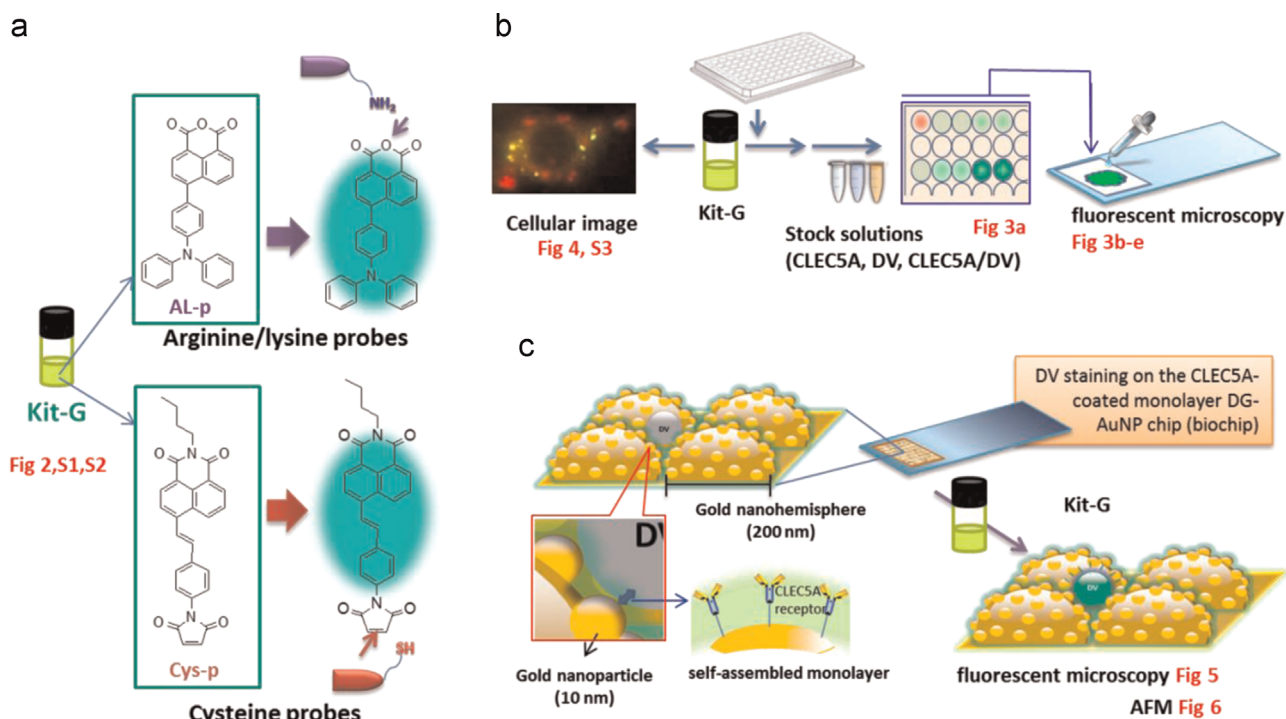 a
NH₂
O O O
O O O
N
N
AL-p
Arginine/lysine probes
Kit-G
Fig 2,S1,S2
O N O
O N O
O N O
O N O
SH
Cys-p
Cysteine probes
b
Cellular image
Fig 4, S3
Kit-G
Stock solutions
(CLEC5A, DV, CLEC5A/DV)
Fig 3a
fluorescent microscopy
Fig 3b-e
c
DV
DV staining on the CLEC5A-
coated monolayer DG-
AuNP chip (biochip)
Gold nanohemisphere
(200 nm)
Kit-G
CLEC5A
receptor
DV
Gold nanoparticle
(10 nm)
self-assembled monolayer
fluorescent microscopy Fig 5
AFM Fig 6